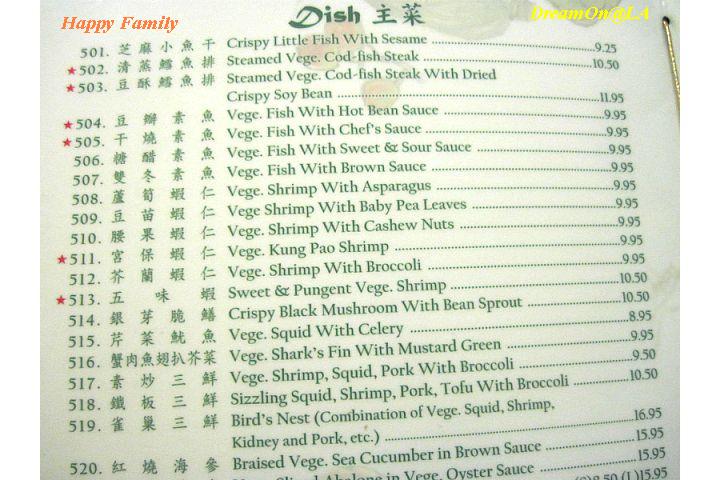 Happy Family
Dish 主菜
DreamOn@LA
501. 芝麻小魚干 Crispy Little Fish With Sesame 9.25
★502. 清蒸鱈魚排 Steamed Vege. Cod-fish Steak 10.50
★503. 豆酥鱈魚排 Steamed Vege. Cod-fish Steak With Dried
Crispy Soy Bean 11.95
★504. 豆瓣素魚 Vege. Fish With Hot Bean Sauce 9.95
★505. 干燒素魚 Vege. Fish With Chef's Sauce 9.95
506. 糖醋素魚 Vege. Fish With Sweet & Sour Sauce 9.95
507. 雙冬素魚 Vege. Fish With Brown Sauce 9.95
508. 蘆筍蝦仁 Vege. Shrimp With Asparagus 9.95
509. 豆苗蝦仁 Vege Shrimp With Baby Pea Leaves 9.95
510. 腰果蝦仁 Vege. Shrimp With Cashew Nuts 9.95
★511. 宮保蝦仁 Vege. Kung Pao Shrimp 9.95
512. 芥蘭蝦仁 Vege. Shrimp With Broccoli 9.95
★513. 五味蝦 Sweet & Pungent Vege. Shrimp 10.50
514. 銀芽脆鱔 Crispy Black Mushroom With Bean Sprout 10.50
515. 芹菜魷魚 Vege. Squid With Celery 8.95
516. 蟹肉魚翅扒芥菜 Vege. Shark's Fin With Mustard Green 9.95
517. 素炒三鮮 Vege. Shrimp, Squid, Pork With Broccoli 9.50
518. 鐵板三鮮 Sizzling Squid, Shrimp, Pork, Tofu With Broccoli 10.50
519. 雀巢三鮮 Bird's Nest (Combination of Vege. Squid, Shrimp,
Kidney and Pork, etc.) 16.95
520. 紅燒海參 Braised Vege. Sea Cucumber in Brown Sauce 15.95
Sliced Abalone in Vege. Oyster Sauce 15.95
8.50 (L)15.95